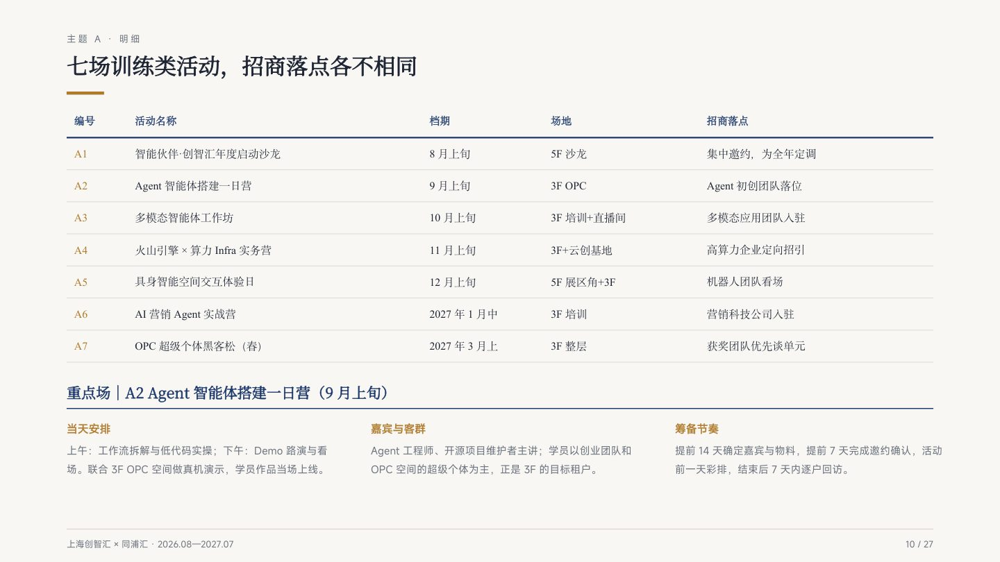 主题 A · 明细
七场训练类活动，招商落点各不相同
编号 活动名称 档期 场地 招商落点
A1 智能伙伴·创智汇年度启动沙龙 8 月上旬 5F 沙龙 集中邀约，为全年定调
A2 Agent 智能体搭建一日营 9 月上旬 3F OPC Agent 初创团队落位
A3 多模态智能体工作坊 10 月上旬 3F 培训+直播间 多模态应用团队入驻
A4 火山引擎 × 算力 Infra 实务营 11 月上旬 3F+云创基地 高算力企业定向招引
A5 具身智能空间交互体验日 12 月上旬 5F 展区角+3F 机器人团队看场
A6 AI 营销 Agent 实战营 2027 年 1 月中 3F 培训 营销科技公司入驻
A7 OPC 超级个体黑客松（春） 2027 年 3 月上 3F 整层 获奖团队优先谈单元
重点场｜A2 Agent 智能体搭建一日营（9 月上旬）
当天安排
上午：工作流拆解与低代码实操；下午：Demo 路演与看
场。联合 3F OPC 空间做真机演示，学员作品当场上线。
嘉宾与客群
Agent 工程师、开源项目维护者主讲；学员以创业团队和
OPC 空间的超级个体为主，正是 3F 的目标租户。
筹备节奏
提前 14 天确定嘉宾与物料，提前 7 天完成邀约确认，活动
前一天彩排，结束后 7 天内逐户回访。
上海创智汇 × 同浦汇 · 2026.08—2027.07
10 / 27